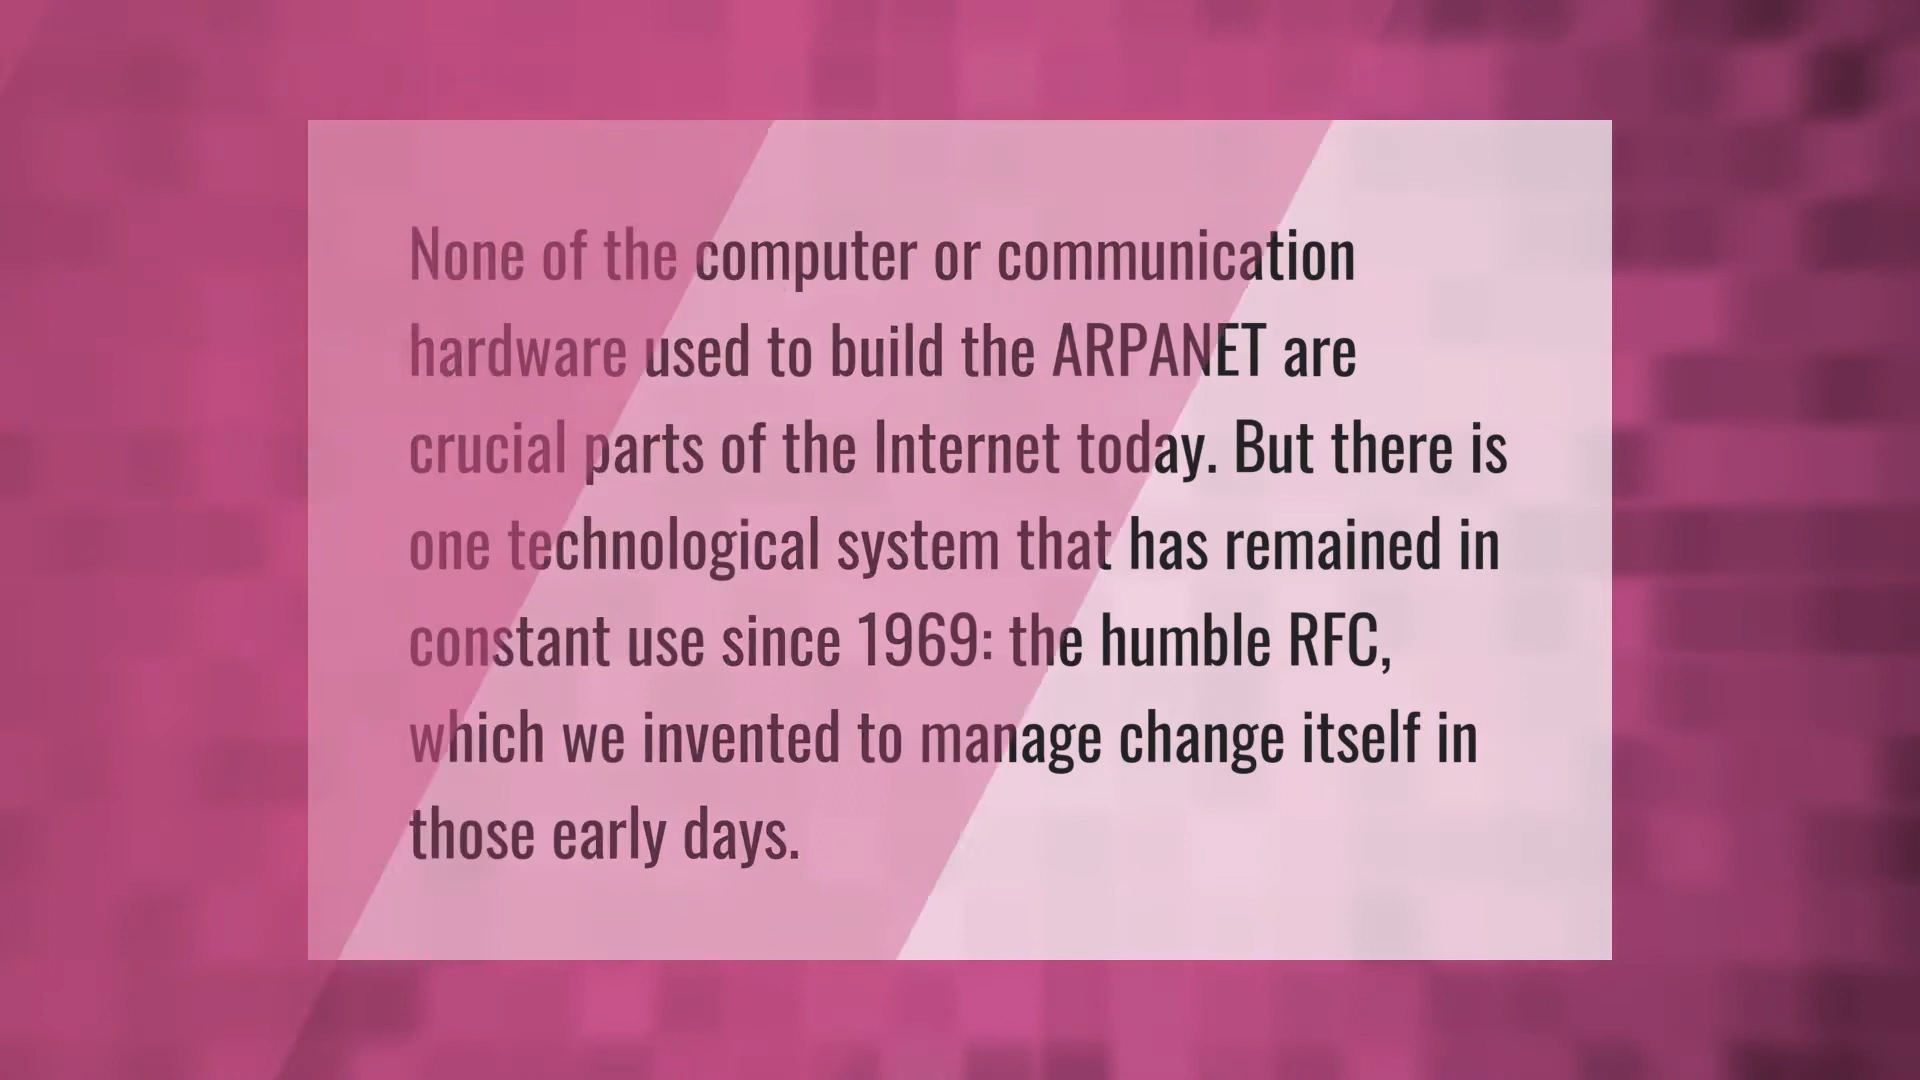 None of the computer or communication
hardware used to build the ARPANET are
crucial parts of the Internet today. But there is
one technological system that has remained in
constant use since 1969: the humble RFC,
which we invented to manage change itself in
those early days.